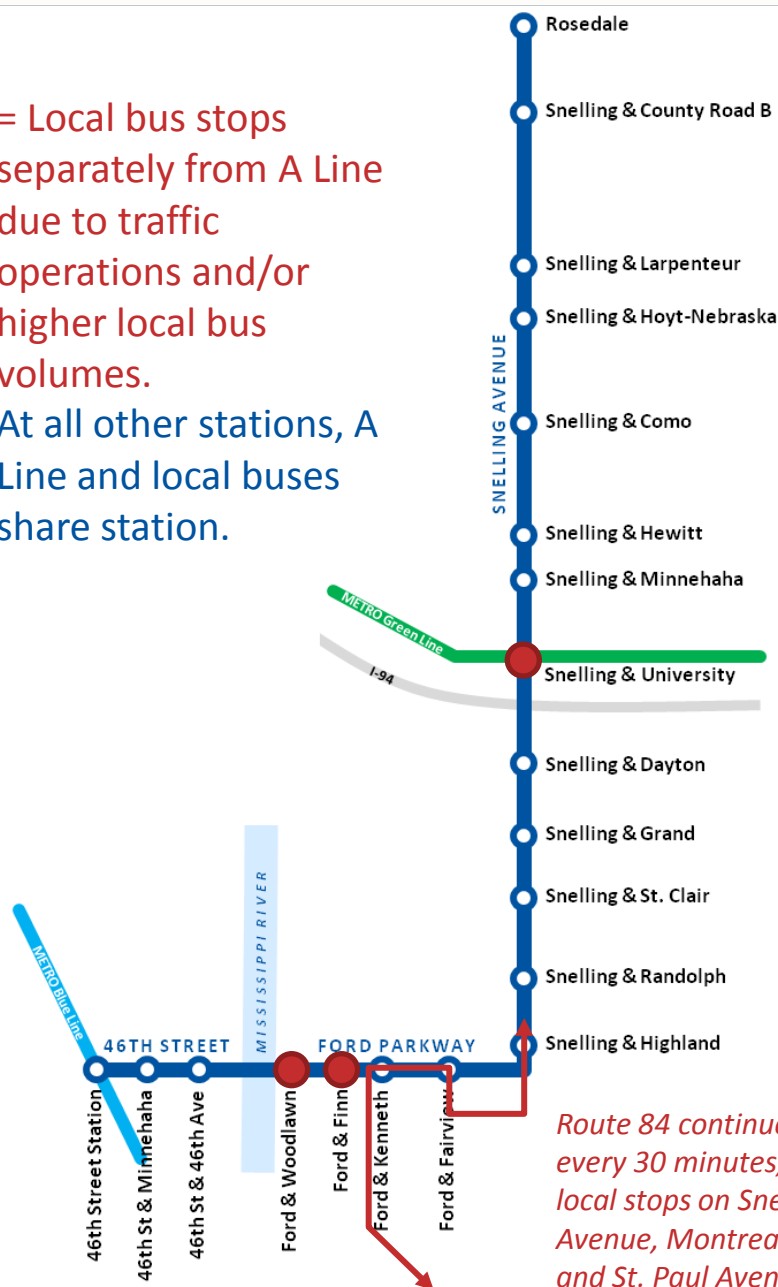 Rosedale
Snelling & County Road B
= Local bus stops
separately from A Line
due to traffic
operations and/or
higher local bus
volumes.
At all other stations, A
Line and local buses
share station.
Snelling & Larpenteur
Snelling & Hoyt-Nebraska
SNELLING AVENUE
Snelling & Como
Snelling & Hewitt
Snelling & Minnehaha
METRO Green Line
I-94
Snelling & University
Snelling & Dayton
Snelling & Grand
Snelling & St. Clair
Snelling & Randolph
Snelling & Highland
MISSISSIPPI RIVER
METRO Blue Line
46TH STREET
FORD PARKWAY
46th Street Station
46th St & Minnehaha
46th St & 46th Ave
Ford & Woodlawn
Ford & Finn
Ford & Kenneth
Ford & Fairview
Route 84 continu
every 30 minutes,
local stops on Sne
Avenue, Montrea
and St. Paul Aven